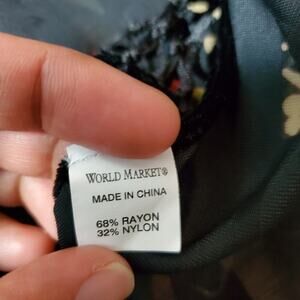 WORLD MARKET®
MADE IN CHINA
68% RAYON
32% NYLON